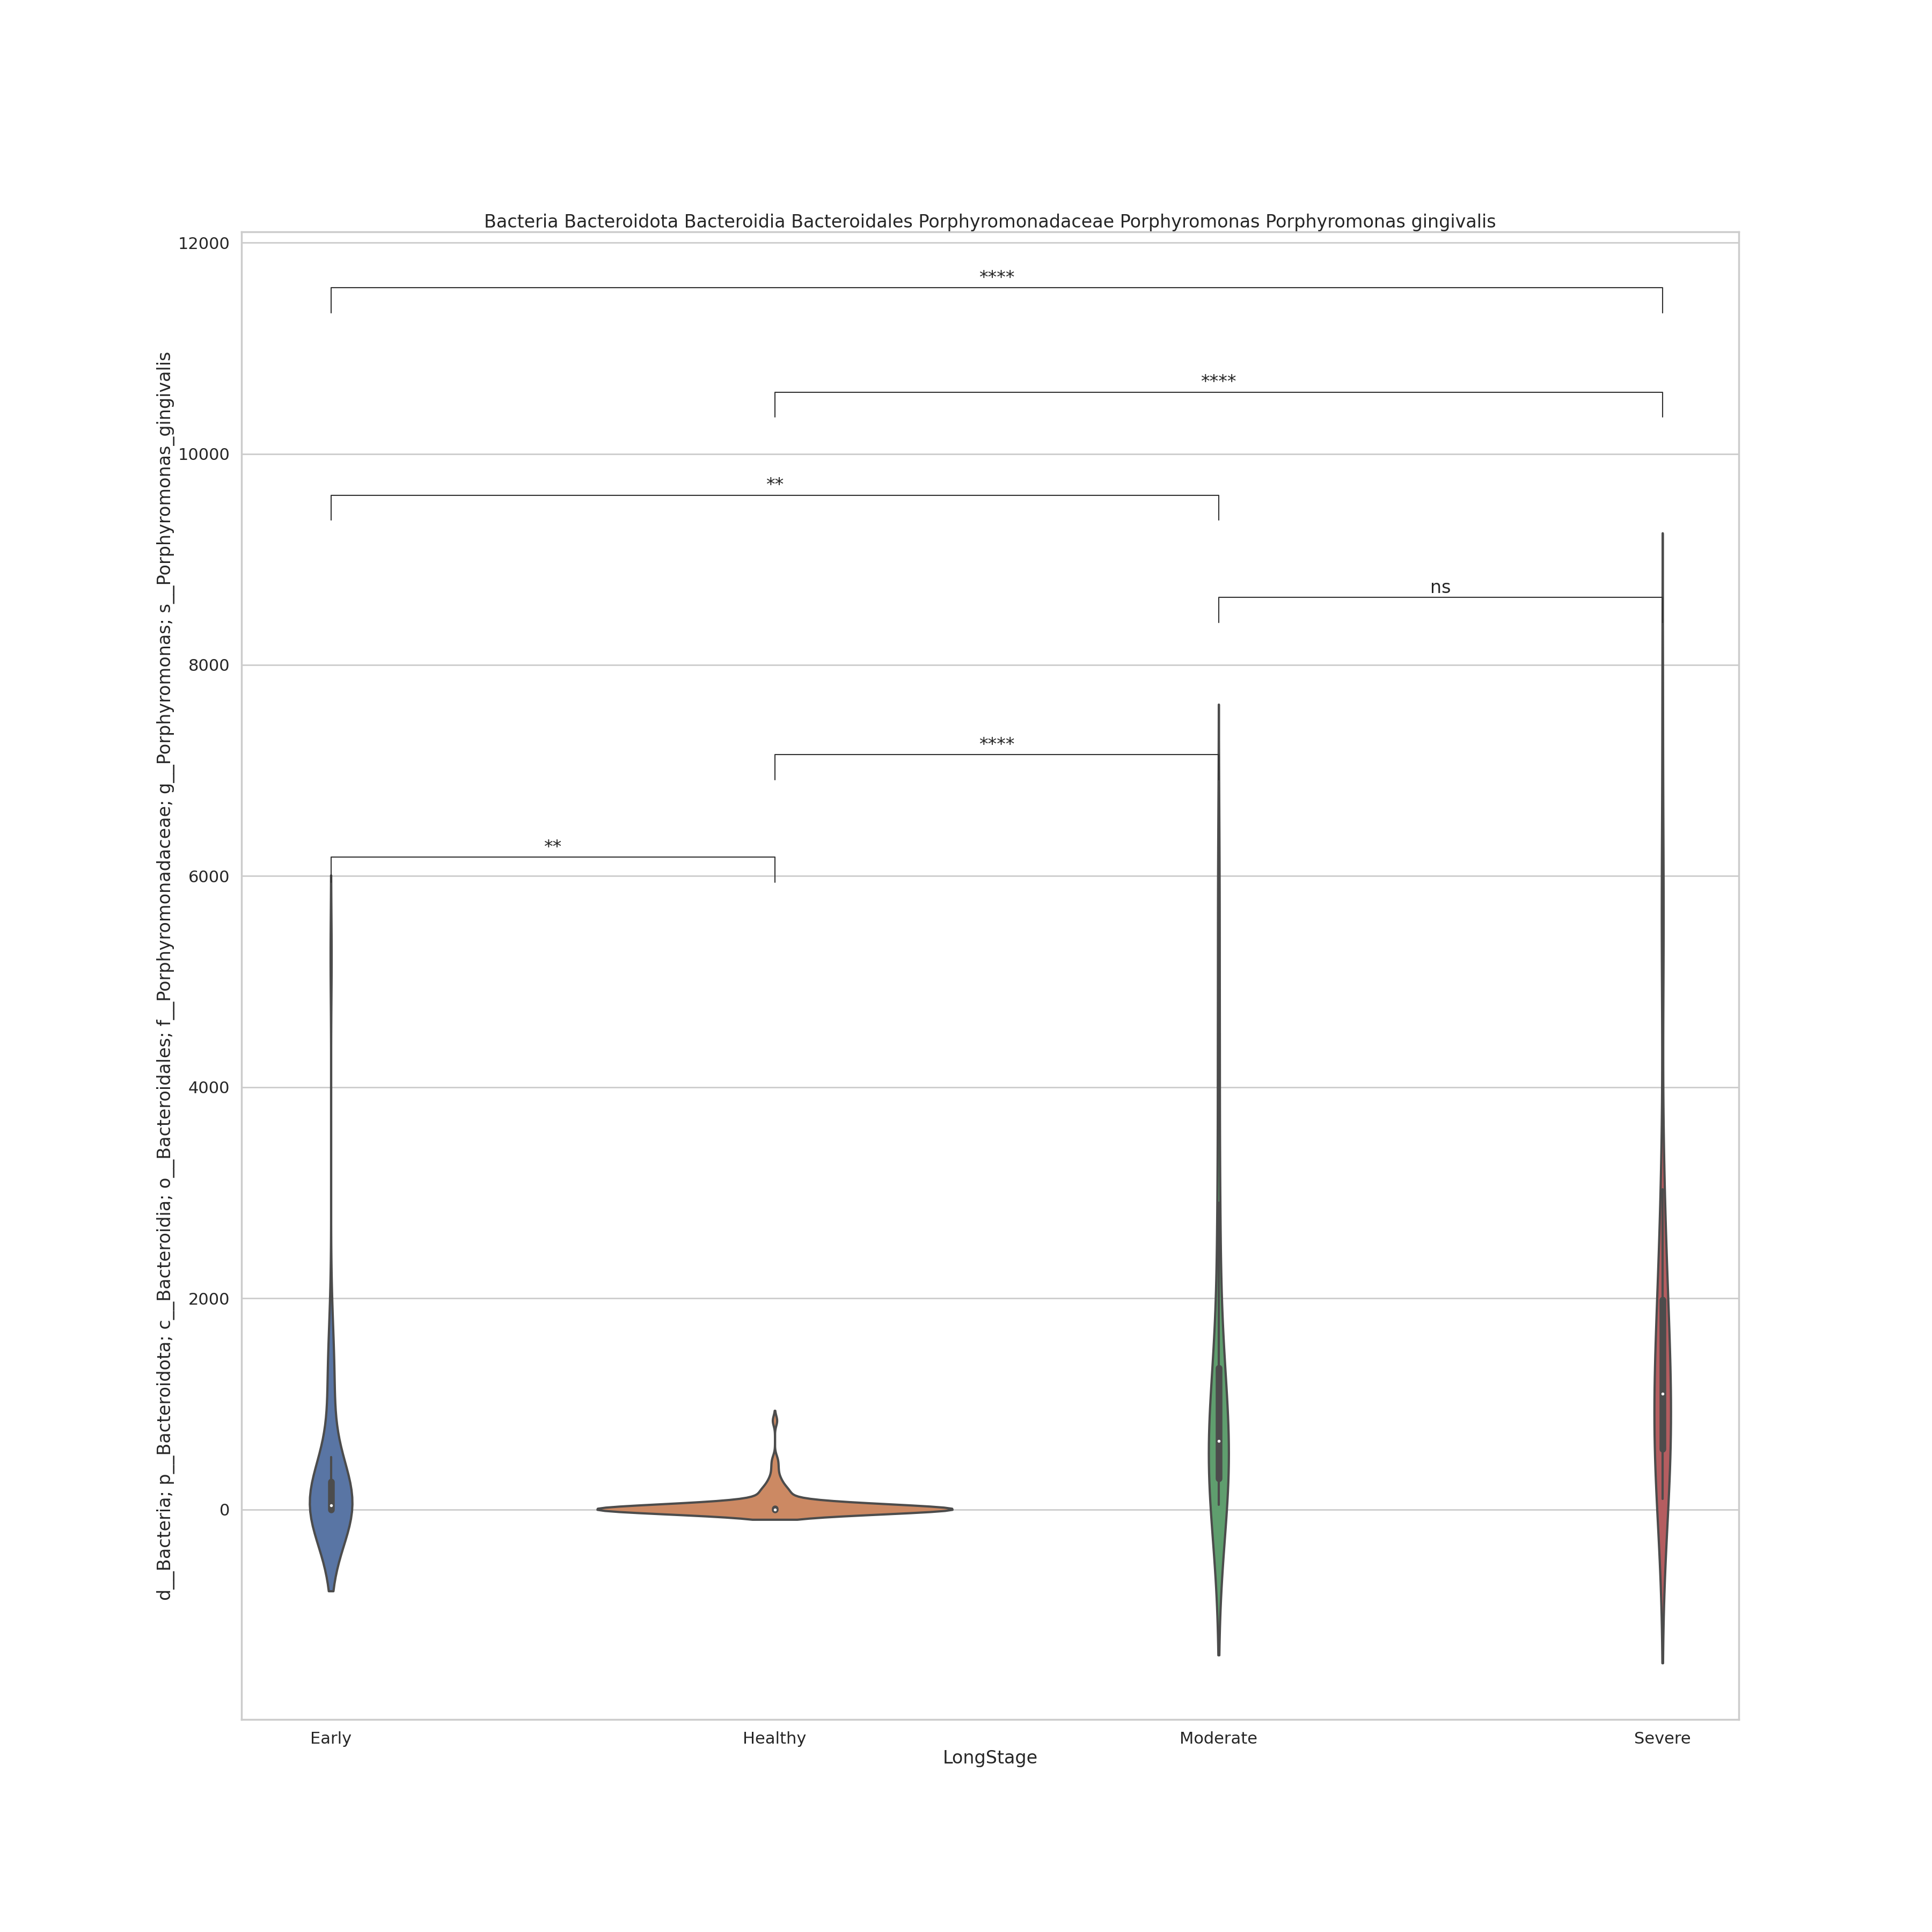 Bacteria Bacteroidota Bacteroidia Bacteroidales Porphyromonadaceae Porphyromonas Porphyromonas gingivalis
d__Bacteria; p__Bacteroidota; c__Bacteroidia; o__Bacteroidales; f__Porphyromonadaceae; g__Porphyromonas; s__Porphyromonas_gingivalis
12000
10000
8000
6000
4000
2000
0
****
****
**
ns
****
**
Early Healthy Moderate Severe
LongStage